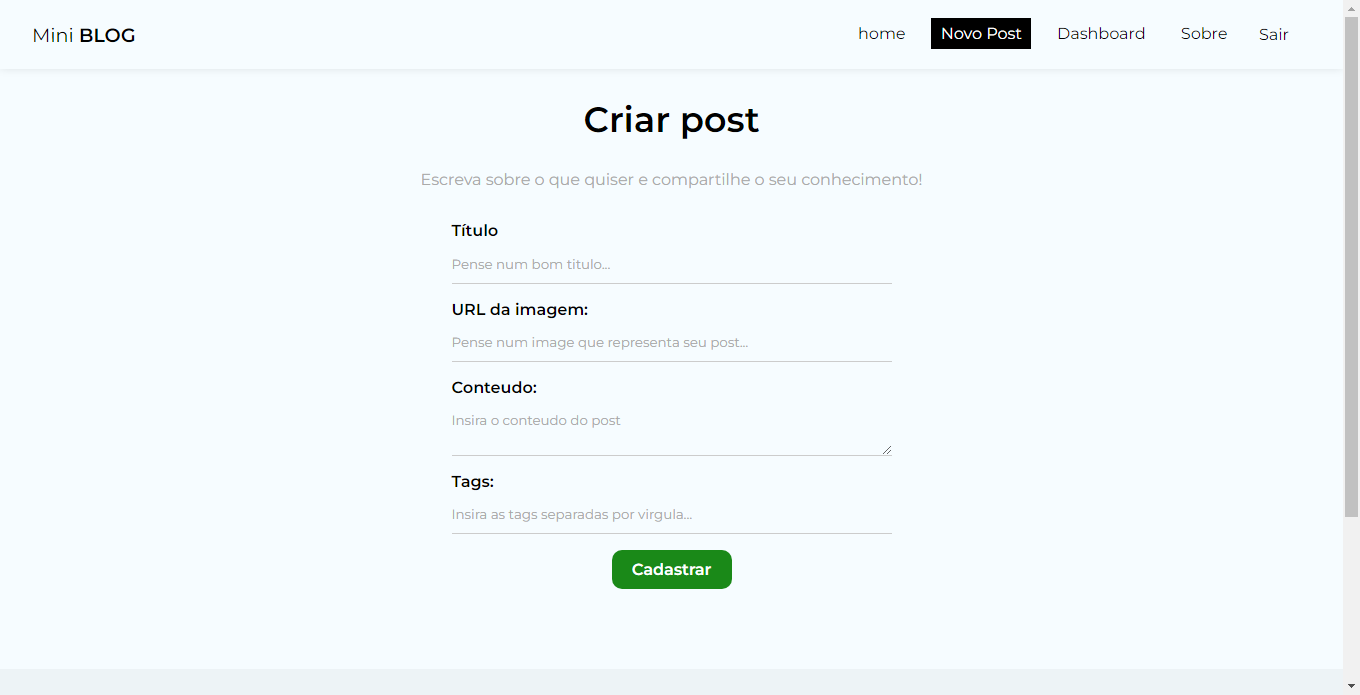 Mini BLOG
home Novo Post Dashboard Sobre Sair
Criar post
Escreva sobre o que quiser e compartilhe o seu conhecimento!
Título
Pense num bom titulo...
URL da imagem:
Pense num image que representa seu post...
Conteudo:
Insira o conteudo do post
Tags:
Insira as tags separadas por virgula...
Cadastrar